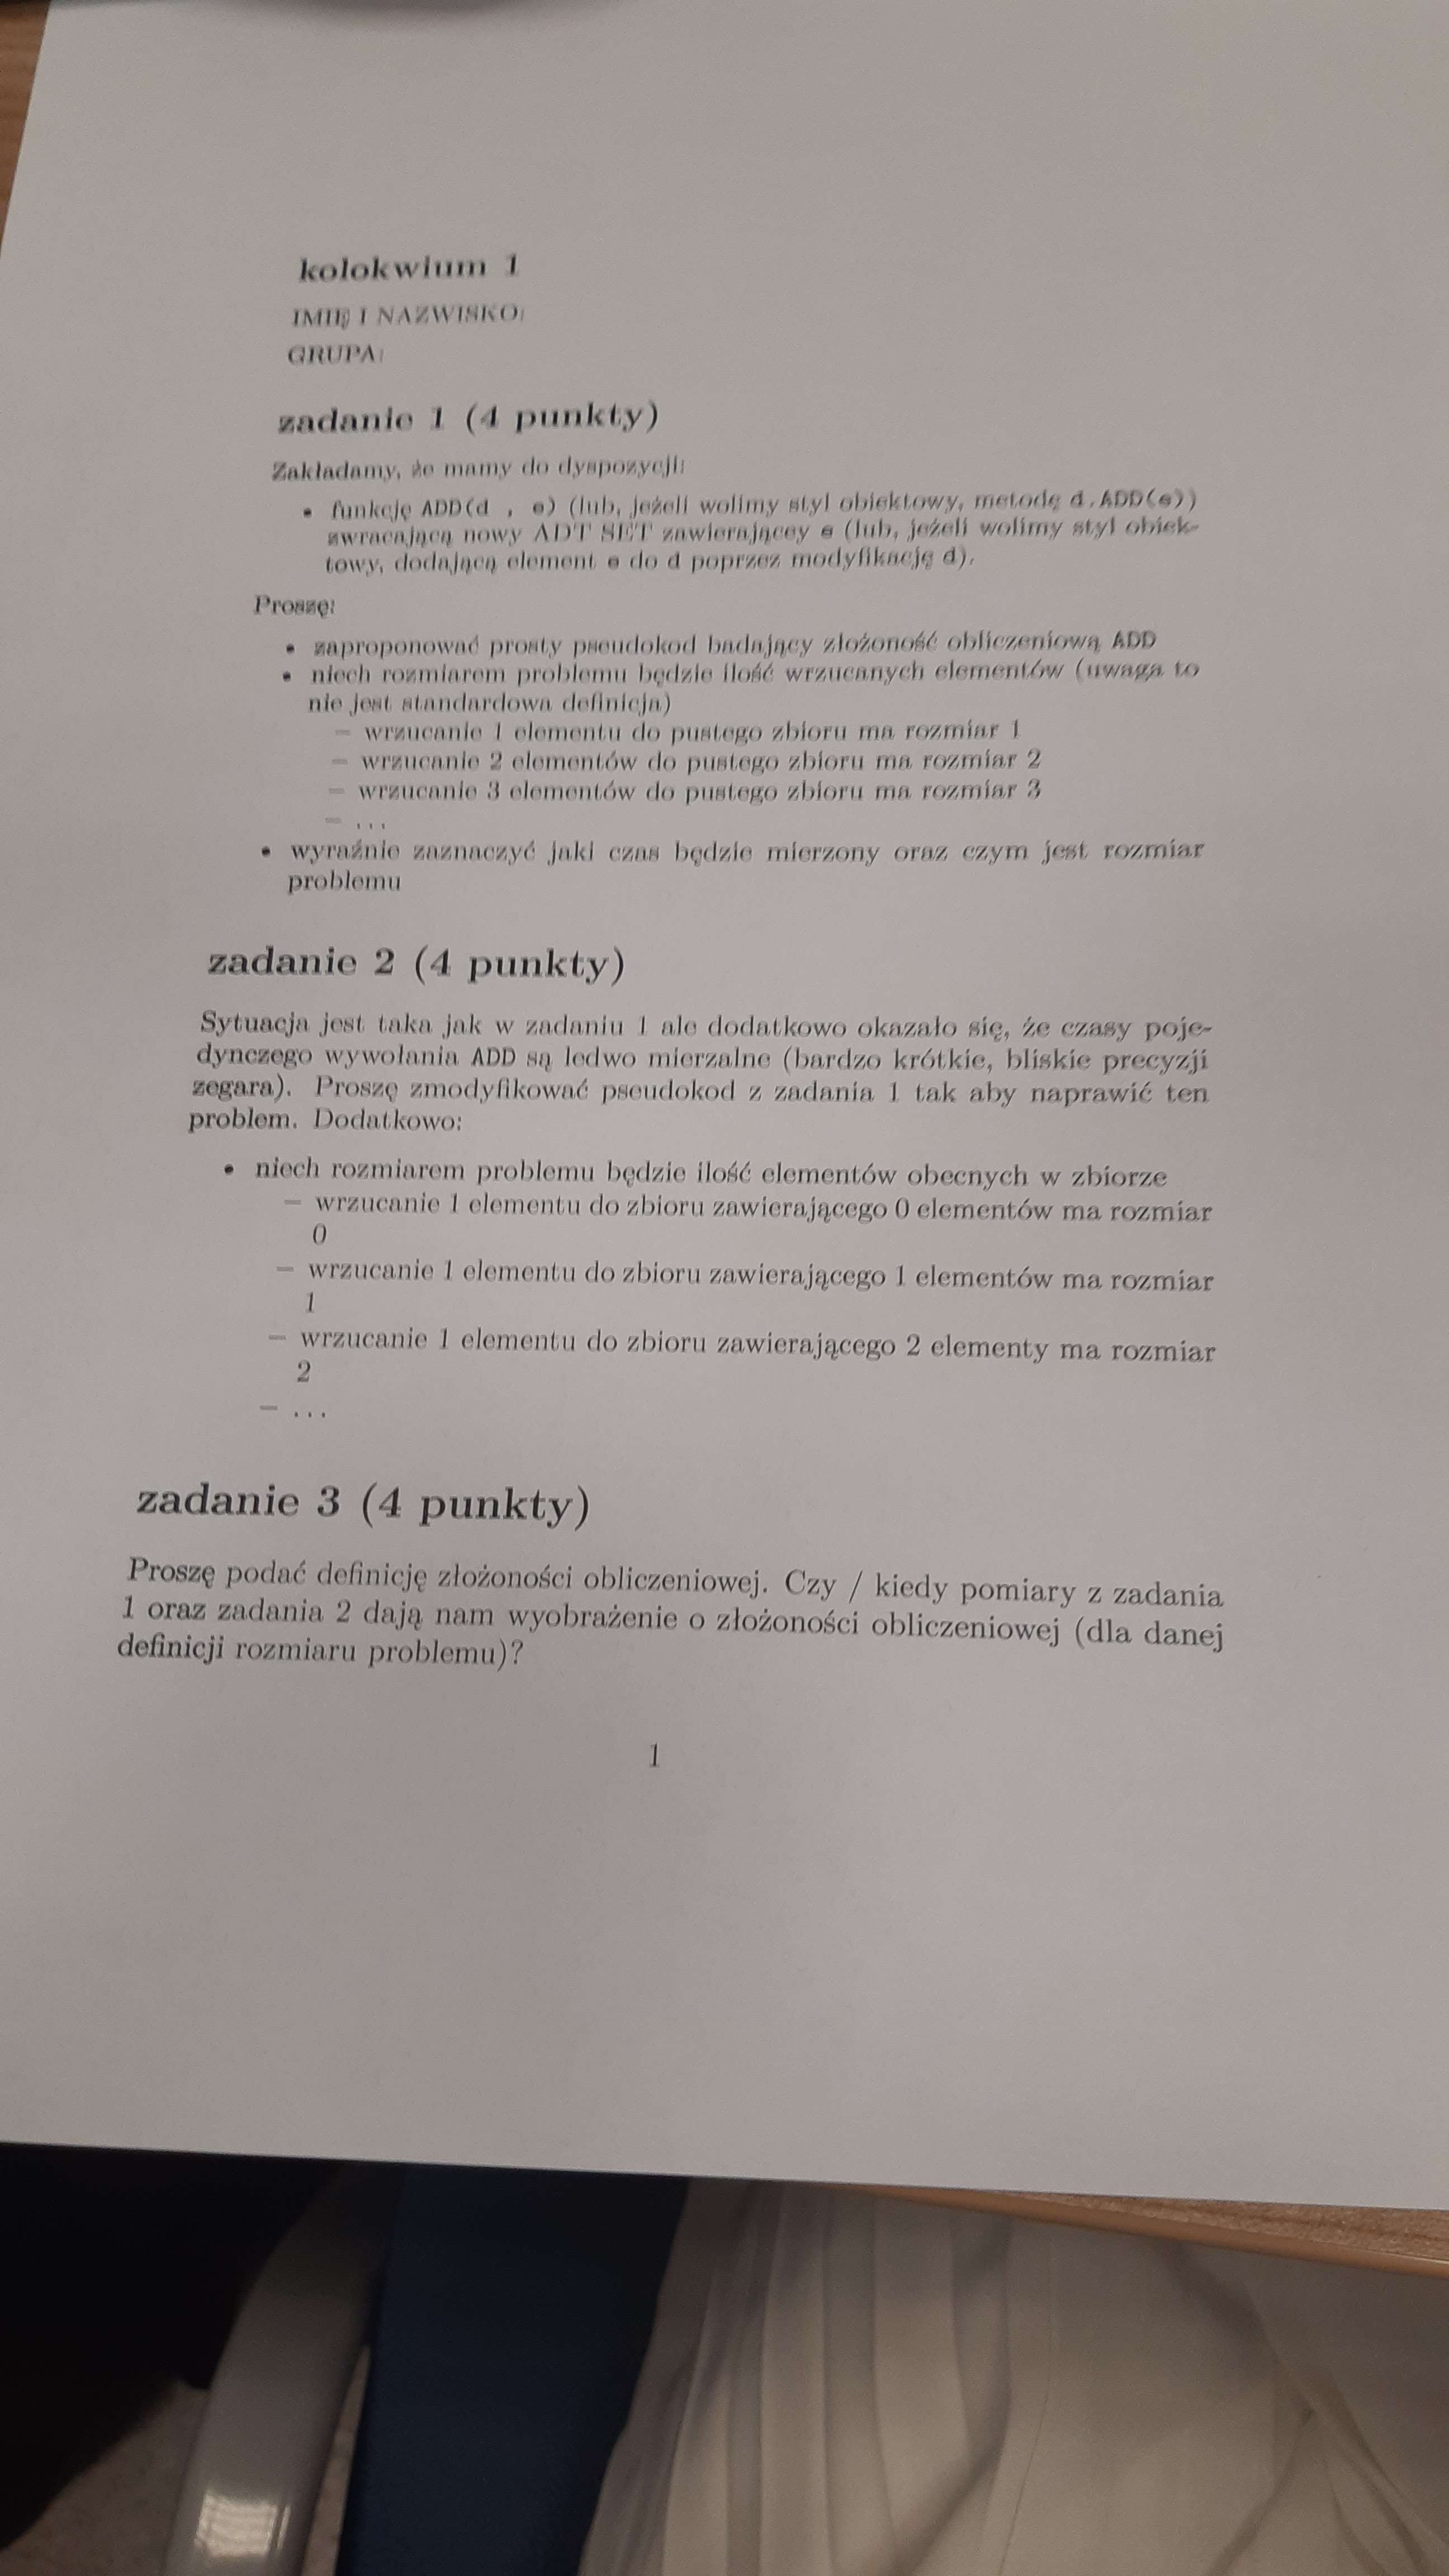 kolokwium 1
IMIĘ I NAZWISKO:
GRUPA:
zadanie 1 (4 punkty)
Zakładamy, że mamy do dyspozycji:
• funkcję ADD(d , e) (lub, jeżeli wolimy styl obiektowy, metodę d.ADD(e))
zwracającą nowy ADT SET zawierającey e (lub, jeżeli wolimy styl obiek-
towy, dodającą element e do d poprzez modyfikację d).
Proszę:
• zaproponować prosty pseudokod badający złożoność obliczeniową ADD
• niech rozmiarem problemu będzie ilość wrzucanych elementów (uwaga to
nie jest standardowa definicja)
– wrzucanie 1 elementu do pustego zbioru ma rozmiar 1
– wrzucanie 2 elementów do pustego zbioru ma rozmiar 2
– wrzucanie 3 elementów do pustego zbioru ma rozmiar 3
– ...
• wyraźnie zaznaczyć jaki czas będzie mierzony oraz czym jest rozmiar
problemu
zadanie 2 (4 punkty)
Sytuacja jest taka jak w zadaniu 1 ale dodatkowo okazało się, że czasy poje-
dynczego wywołania ADD są ledwo mierzalne (bardzo krótkie, bliskie precyzji
zegara). Proszę zmodyfikować pseudokod z zadania 1 tak aby naprawić ten
problem. Dodatkowo:
• niech rozmiarem problemu będzie ilość elementów obecnych w zbiorze
– wrzucanie 1 elementu do zbioru zawierającego 0 elementów ma rozmiar
0
– wrzucanie 1 elementu do zbioru zawierającego 1 elementów ma rozmiar
1
– wrzucanie 1 elementu do zbioru zawierającego 2 elementy ma rozmiar
2
– ...
zadanie 3 (4 punkty)
Proszę podać definicję złożoności obliczeniowej. Czy / kiedy pomiary z zadania
1 oraz zadania 2 dają nam wyobrażenie o złożoności obliczeniowej (dla danej
definicji rozmiaru problemu)?
1